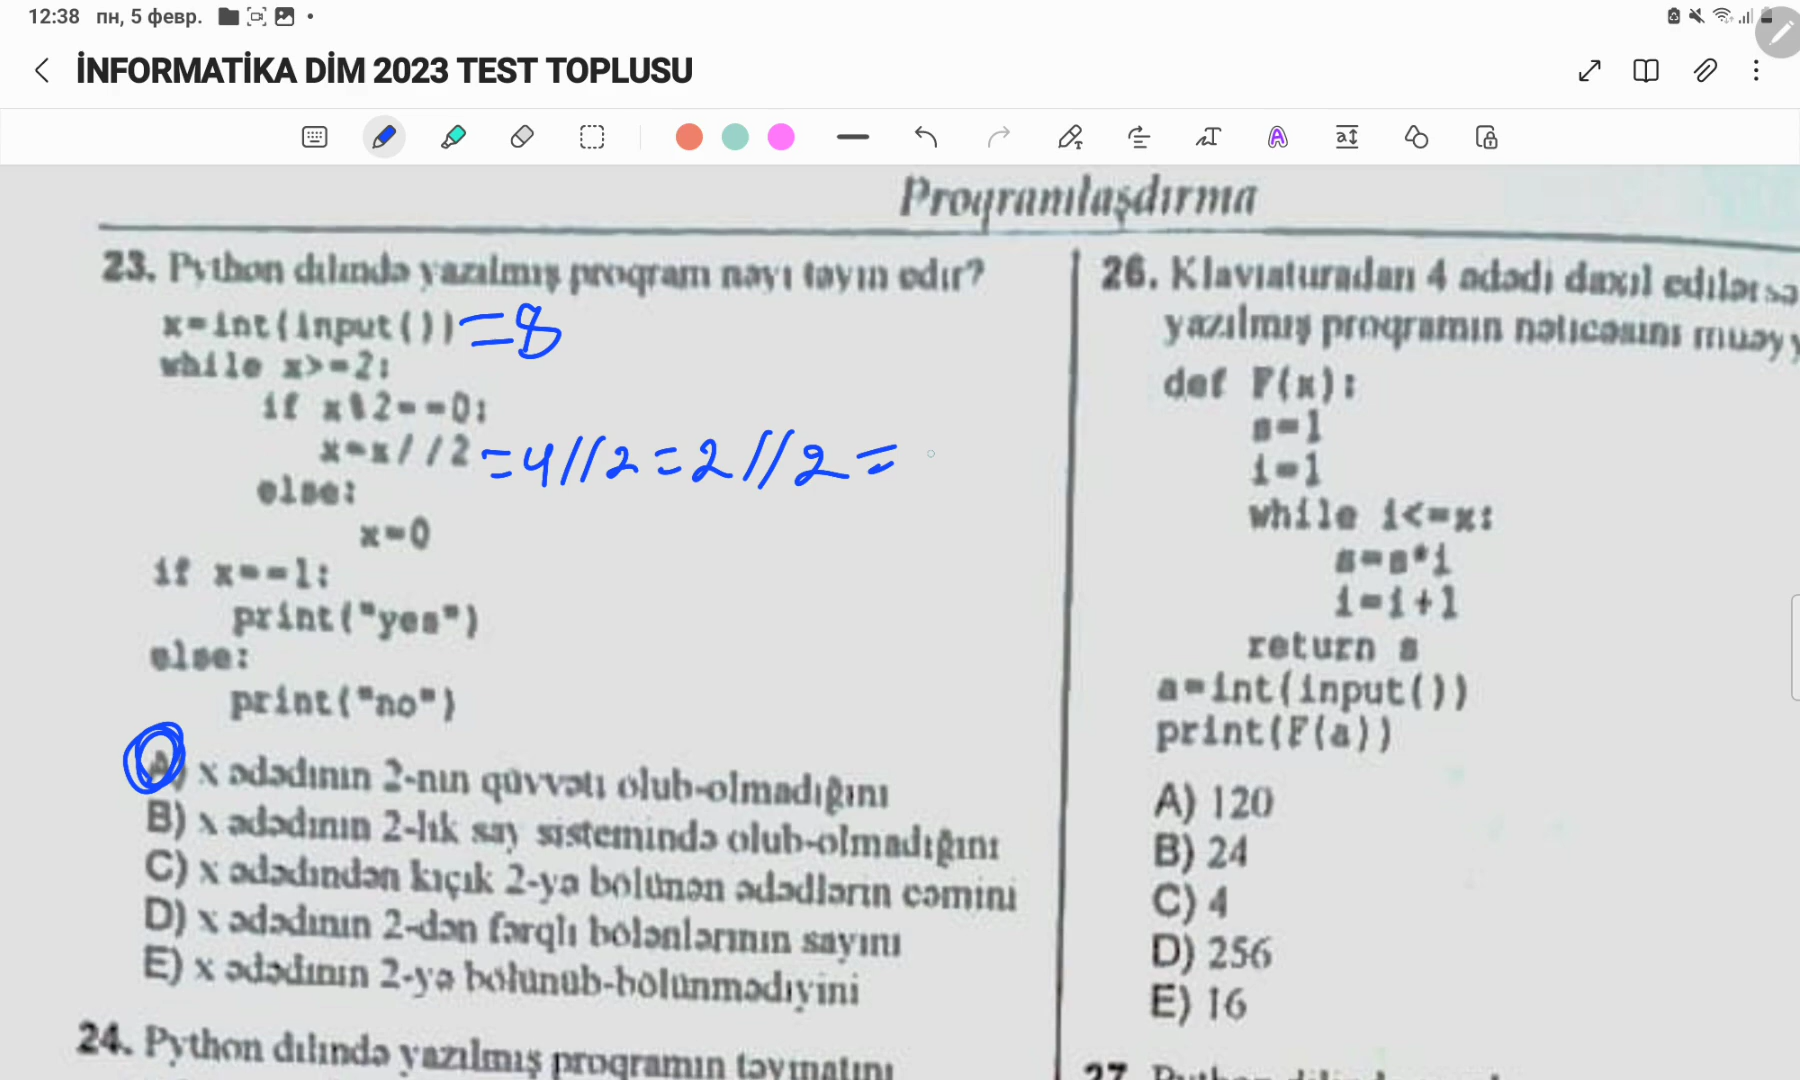 12:38 пн, 5 февр.
İNFORMATİKA DİM 2023 TEST TOPLUSU
Proqramlaşdırma
23. Python dilində yazılmış proqram nəyi təyin edir?
x=int(input()) =8
while x>=2:
if x%2==0:
x=x//2 =4//2=2//2=
else:
x=0
if x==1:
print("yes")
else:
print("no")
A) x ədədinin 2-nin qüvvəti olub-olmadığını
B) x ədədinin 2-lik say sistemində olub-olmadığını
C) x ədədindən kiçik 2-yə bölünən ədədlərin cəmini
D) x ədədinin 2-dən fərqli bölənlərinin sayını
E) x ədədinin 2-yə bölünüb-bölünmədiyini
24. Python dilində yazılmış proqramın təyinatını
26. Klaviaturadan 4 ədədi daxil edilərsə
yazılmış proqramın nəticəsini müəyy
def F(x):
s=1
i=1
while i<=x:
s=s*i
i=i+1
return s
a=int(input())
print(F(a))
A) 120
B) 24
C) 4
D) 256
E) 16
27. Python dilində